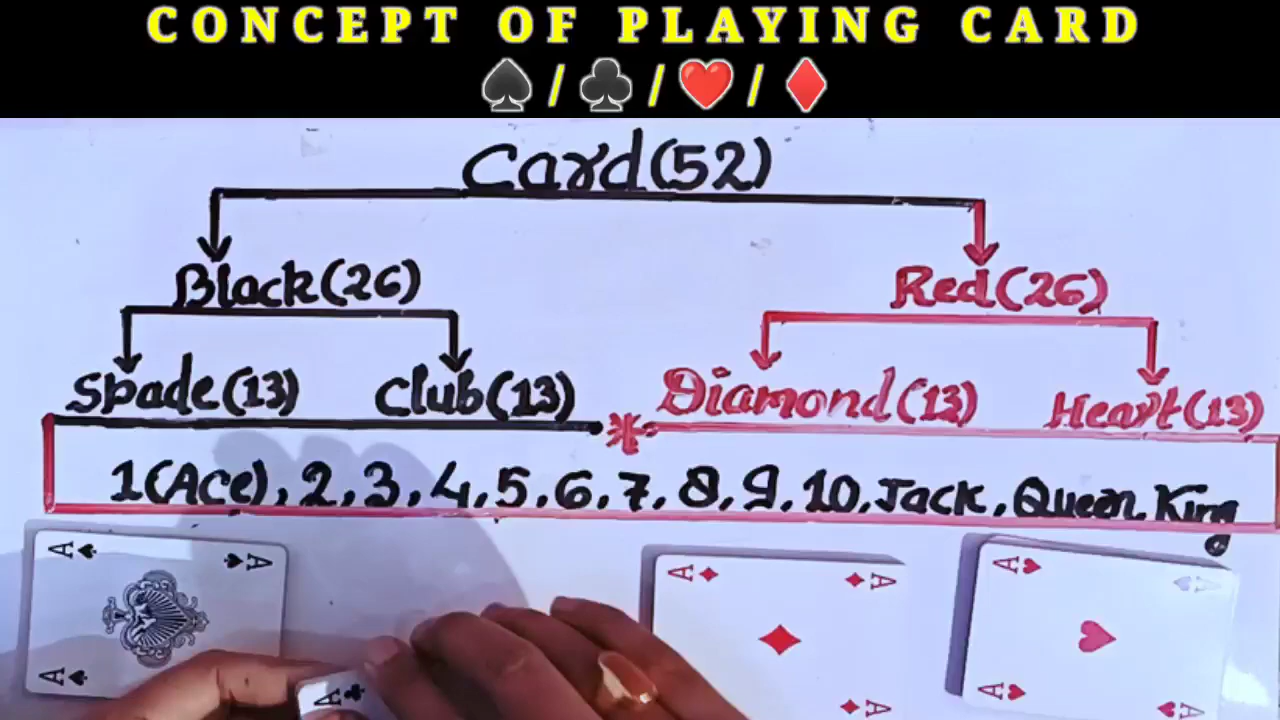 CONCEPT OF PLAYING CARD
♠/♣/♥/♦
Card(52)
Black(26) Red(26)
Spade(13) Club(13) * Diamond(13) Heart(13)
1(Ace), 2, 3, 4, 5, 6, 7, 8, 9, 10, Jack, Queen, King
A A A A A A
A
A A A A